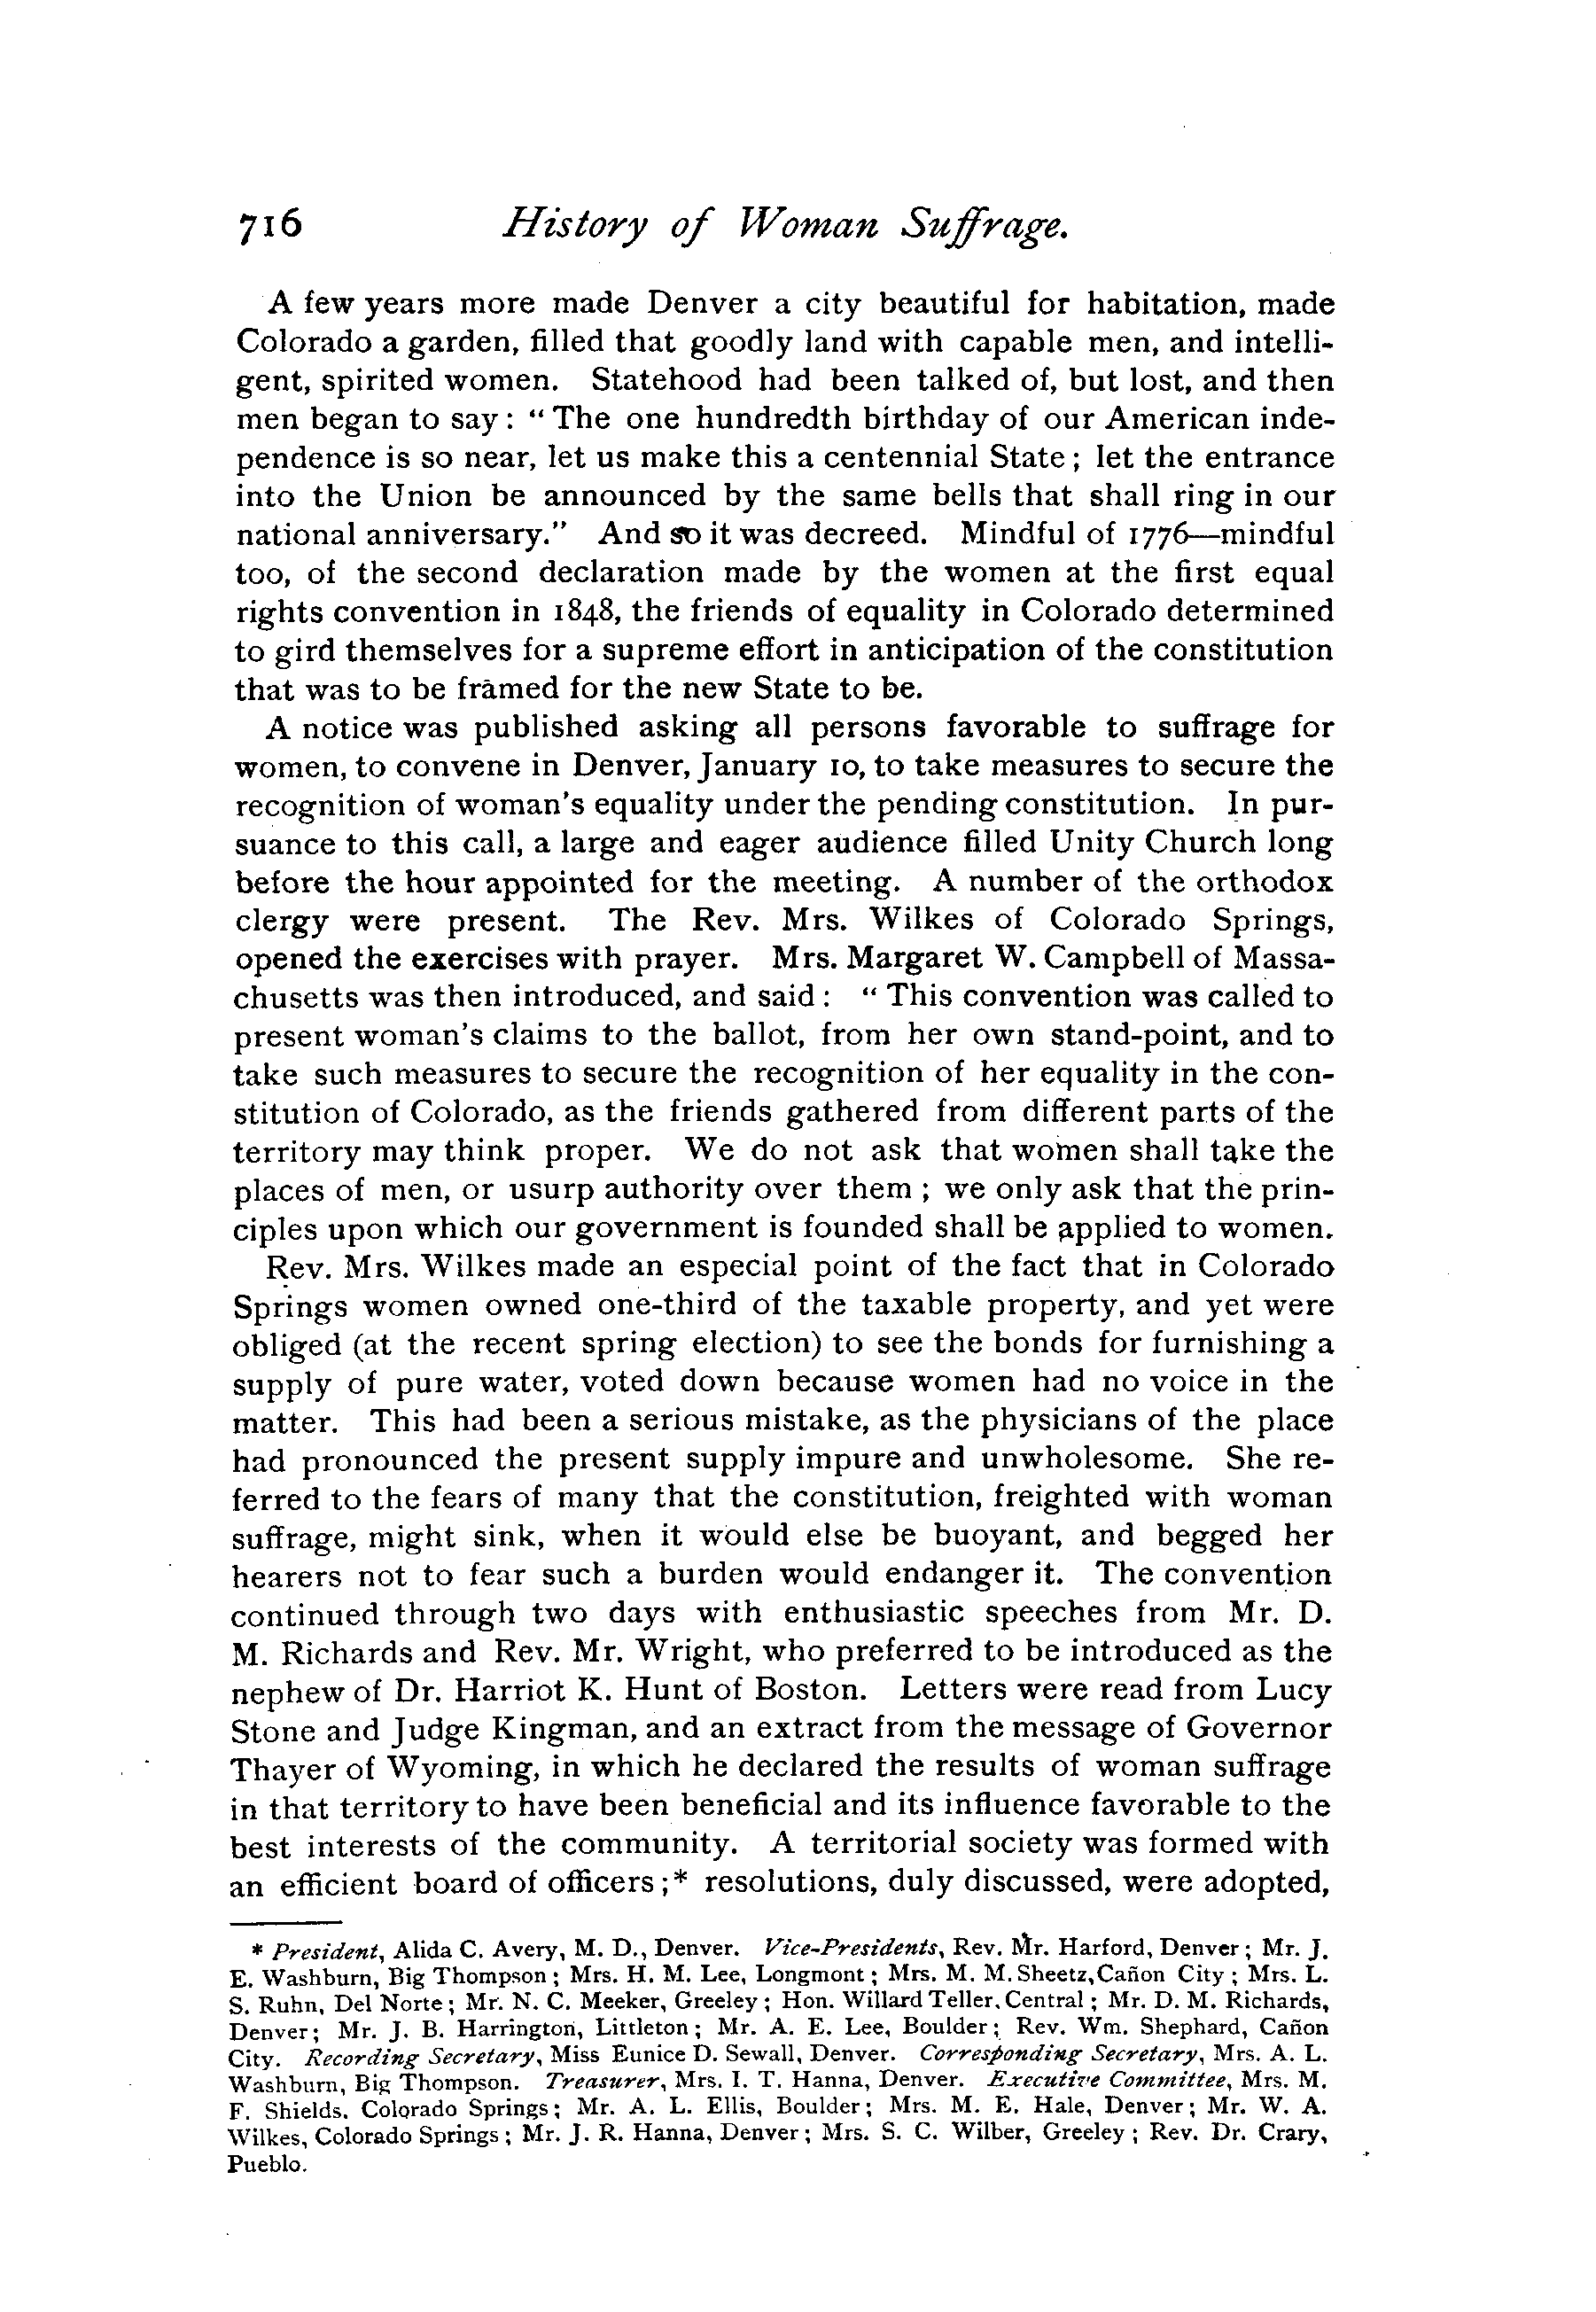 716 History of Woman Suffrage.
A few years more made Denver a city beautiful for habitation, made
Colorado a garden, filled that goodly land with capable men, and intelli-
gent, spirited women. Statehood had been talked of, but lost, and then
men began to say: "The one hundredth birthday of our American inde-
pendence is so near, let us make this a centennial State; let the entrance
into the Union be announced by the same bells that shall ring in our
national anniversary." And so it was decreed. Mindful of 1776—mindful
too, of the second declaration made by the women at the first equal
rights convention in 1848, the friends of equality in Colorado determined
to gird themselves for a supreme effort in anticipation of the constitution
that was to be framed for the new State to be.
A notice was published asking all persons favorable to suffrage for
women, to convene in Denver, January 10, to take measures to secure the
recognition of woman's equality under the pending constitution. In pur-
suance to this call, a large and eager audience filled Unity Church long
before the hour appointed for the meeting. A number of the orthodox
clergy were present. The Rev. Mrs. Wilkes of Colorado Springs,
opened the exercises with prayer. Mrs. Margaret W. Campbell of Massa-
chusetts was then introduced, and said: "This convention was called to
present woman's claims to the ballot, from her own stand-point, and to
take such measures to secure the recognition of her equality in the con-
stitution of Colorado, as the friends gathered from different parts of the
territory may think proper. We do not ask that women shall take the
places of men, or usurp authority over them; we only ask that the prin-
ciples upon which our government is founded shall be applied to women.
Rev. Mrs. Wilkes made an especial point of the fact that in Colorado
Springs women owned one-third of the taxable property, and yet were
obliged (at the recent spring election) to see the bonds for furnishing a
supply of pure water, voted down because women had no voice in the
matter. This had been a serious mistake, as the physicians of the place
had pronounced the present supply impure and unwholesome. She re-
ferred to the fears of many that the constitution, freighted with woman
suffrage, might sink, when it would else be buoyant, and begged her
hearers not to fear such a burden would endanger it. The convention
continued through two days with enthusiastic speeches from Mr. D.
M. Richards and Rev. Mr. Wright, who preferred to be introduced as the
nephew of Dr. Harriot K. Hunt of Boston. Letters were read from Lucy
Stone and Judge Kingman, and an extract from the message of Governor
Thayer of Wyoming, in which he declared the results of woman suffrage
in that territory to have been beneficial and its influence favorable to the
best interests of the community. A territorial society was formed with
an efficient board of officers;* resolutions, duly discussed, were adopted,
* President, Alida C. Avery, M. D., Denver. Vice-Presidents, Rev. Mr. Harford, Denver; Mr. J.
E. Washburn, Big Thompson; Mrs. H. M. Lee, Longmont; Mrs. M. M. Sheetz, Cañon City; Mrs. L.
S. Ruhn, Del Norte; Mr. N. C. Meeker, Greeley; Hon. Willard Teller, Central; Mr. D. M. Richards,
Denver; Mr. J. B. Harrington, Littleton; Mr. A. E. Lee, Boulder; Rev. Wm. Shephard, Cañon
City. Recording Secretary, Miss Eunice D. Sewall, Denver. Corresponding Secretary, Mrs. A. L.
Washburn, Big Thompson. Treasurer, Mrs. I. T. Hanna, Denver. Executive Committee, Mrs. M.
F. Shields, Colorado Springs; Mr. A. L. Ellis, Boulder; Mrs. M. E. Hale, Denver; Mr. W. A.
Wilkes, Colorado Springs; Mr. J. R. Hanna, Denver; Mrs. S. C. Wilber, Greeley; Rev. Dr. Crary,
Pueblo.